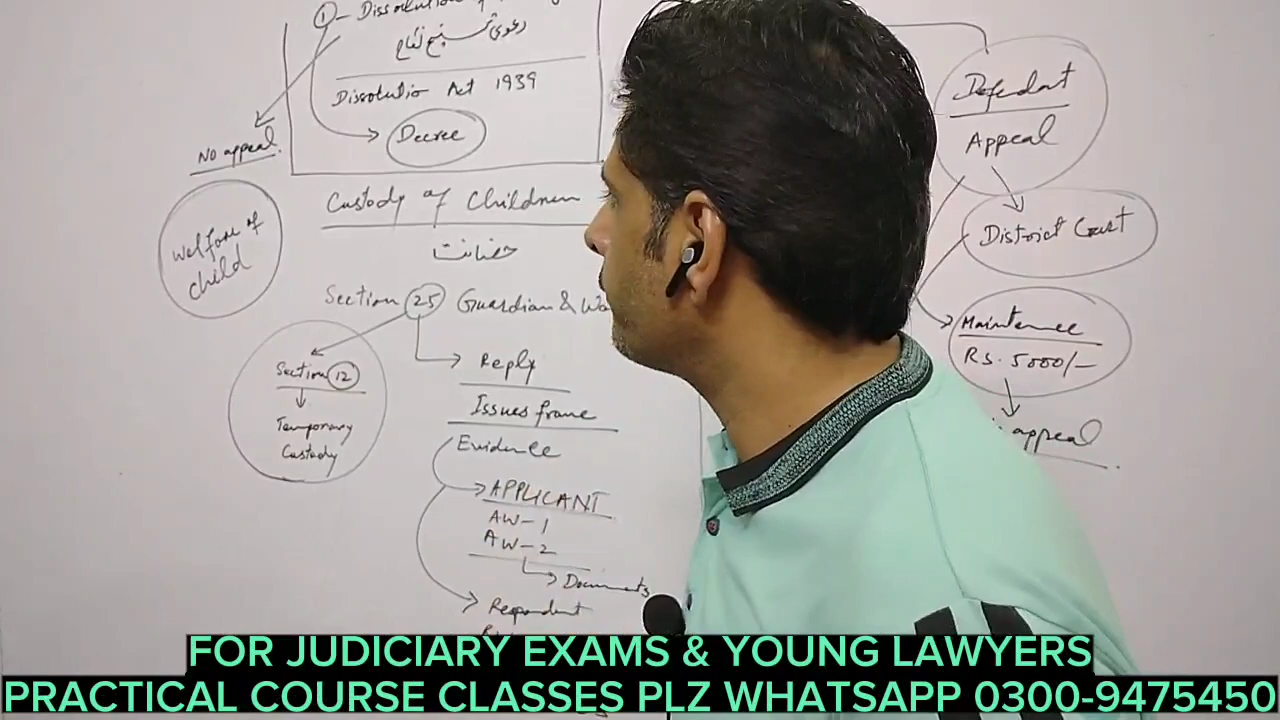 ① - Dissolution of
دعویٰ تنسیخ نکاح
Dissolution Act 1939
Decree
No appeal.
Welfare of
child
Custody of Children
حضانت
Section 25 Guardian &
Section 12
Temporary
Custody
Reply
Issues frame
Evidence
APPLICANT
AW-1
AW-2
Documents
Respondent
Defendant
Appeal
District Court
Maintenance
Rs. 5000/-
appeal
FOR JUDICIARY EXAMS & YOUNG LAWYERS
PRACTICAL COURSE CLASSES PLZ WHATSAPP 0300-9475450